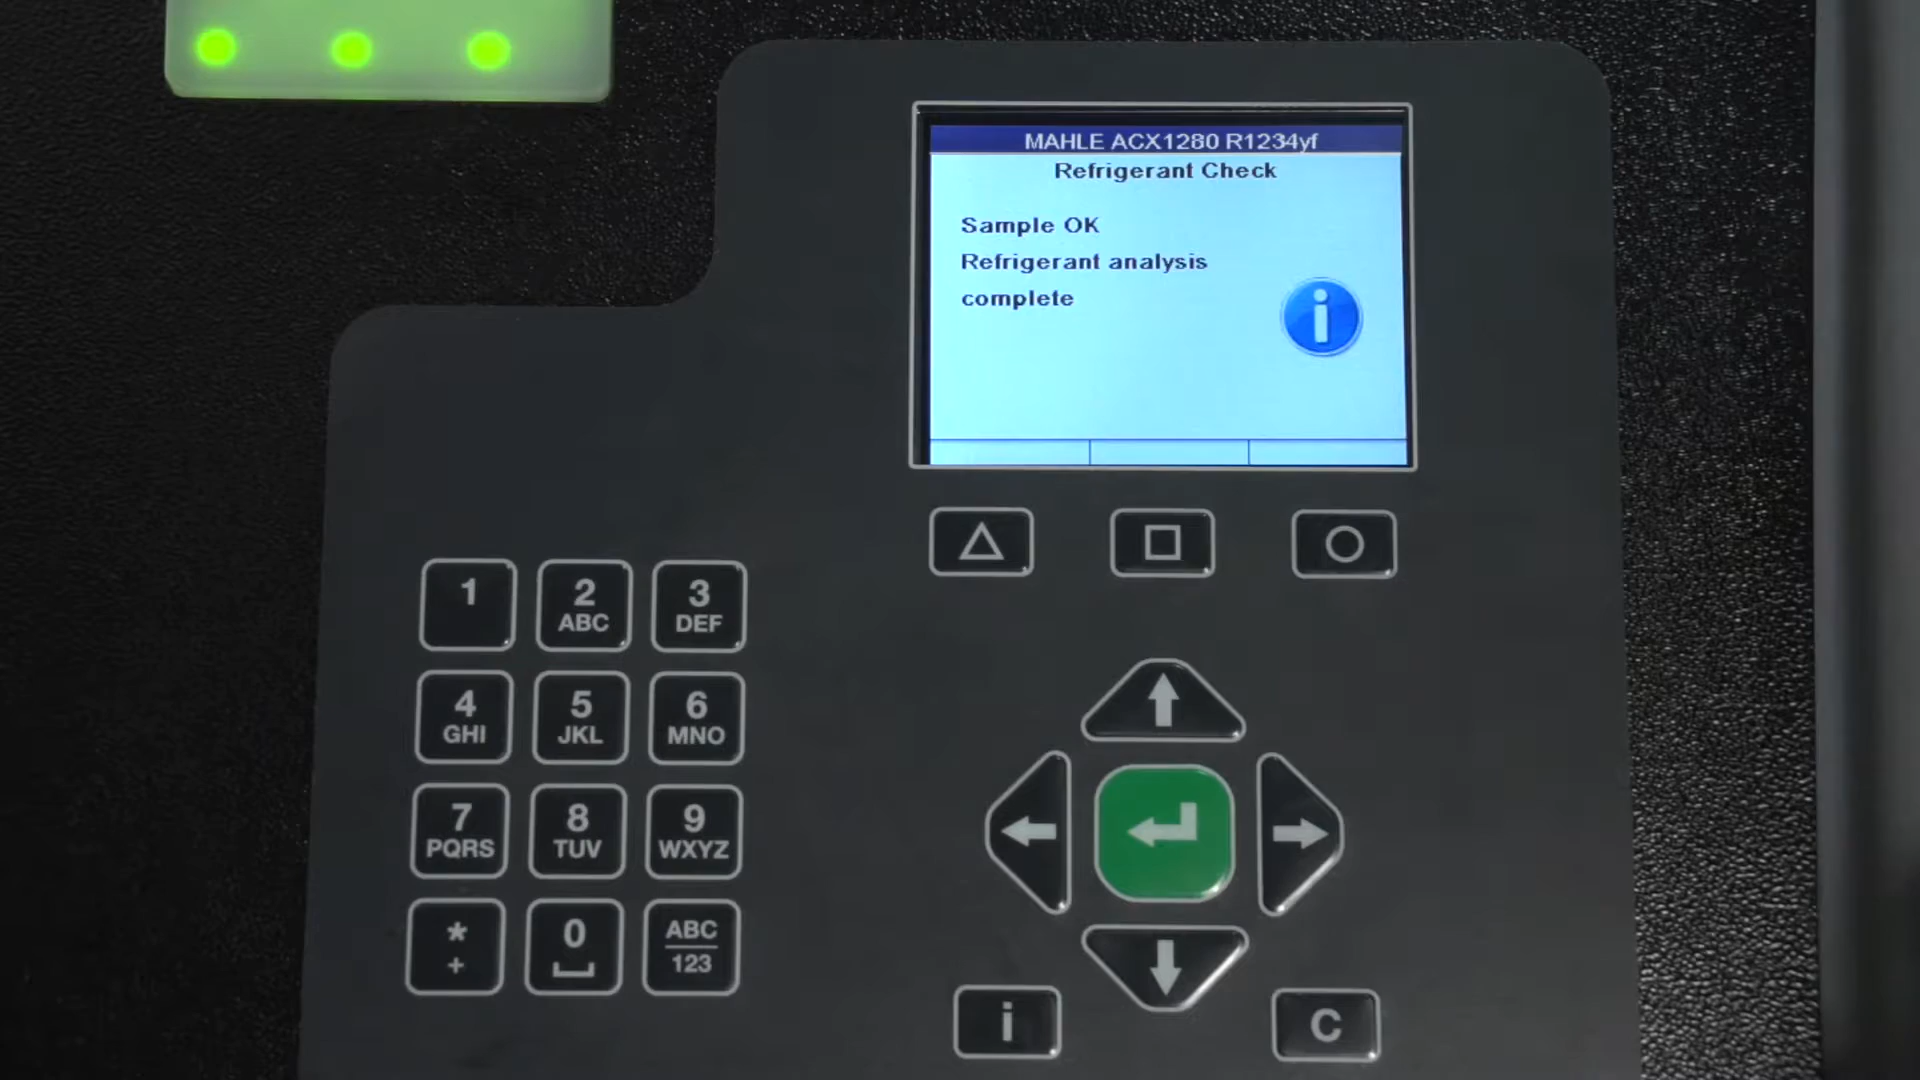 MAHLE ACX1280 R1234yf
Refrigerant Check
Sample OK
Refrigerant analysis
complete
1
2
ABC
3
DEF
4
GHI
5
JKL
6
MNO
7
PQRS
8
TUV
9
WXYZ
*
+
0
ABC
123
i
C